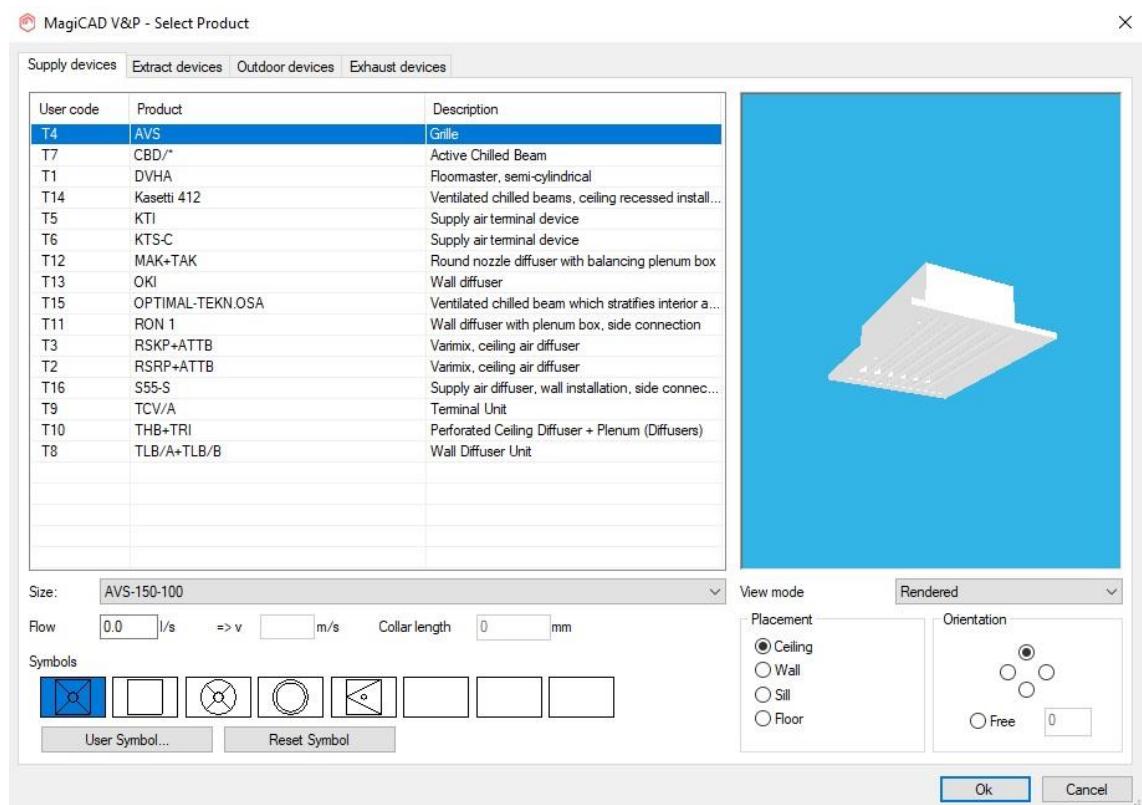 MagiCAD V&P - Select Product
Supply devices Extract devices Outdoor devices Exhaust devices
User code Product Description
T4 AVS Grille
T7 CBD/* Active Chilled Beam
T1 DVHA Floormaster, semi-cylindrical
T14 Kasetti 412 Ventilated chilled beams, ceiling recessed install...
T5 KTI Supply air terminal device
T6 KTS-C Supply air terminal device
T12 MAK+TAK Round nozzle diffuser with balancing plenum box
T13 OKI Wall diffuser
T15 OPTIMAL-TEKN.OSA Ventilated chilled beam which stratifies interior a...
T11 RON 1 Wall diffuser with plenum box, side connection
T3 RSKP+ATTB Varimix, ceiling air diffuser
T2 RSRP+ATTB Varimix, ceiling air diffuser
T16 S55-S Supply air diffuser, wall installation, side connec...
T9 TCV/A Terminal Unit
T10 THB+TRI Perforated Ceiling Diffuser + Plenum (Diffusers)
T8 TLB/A+TLB/B Wall Diffuser Unit
Size: AVS-150-100 View mode Rendered
Flow 0.0 l/s => v m/s Collar length 0 mm
Placement Orientation
Ceiling
Wall
Sill
Floor
Free 0
Symbols
User Symbol... Reset Symbol
Ok Cancel